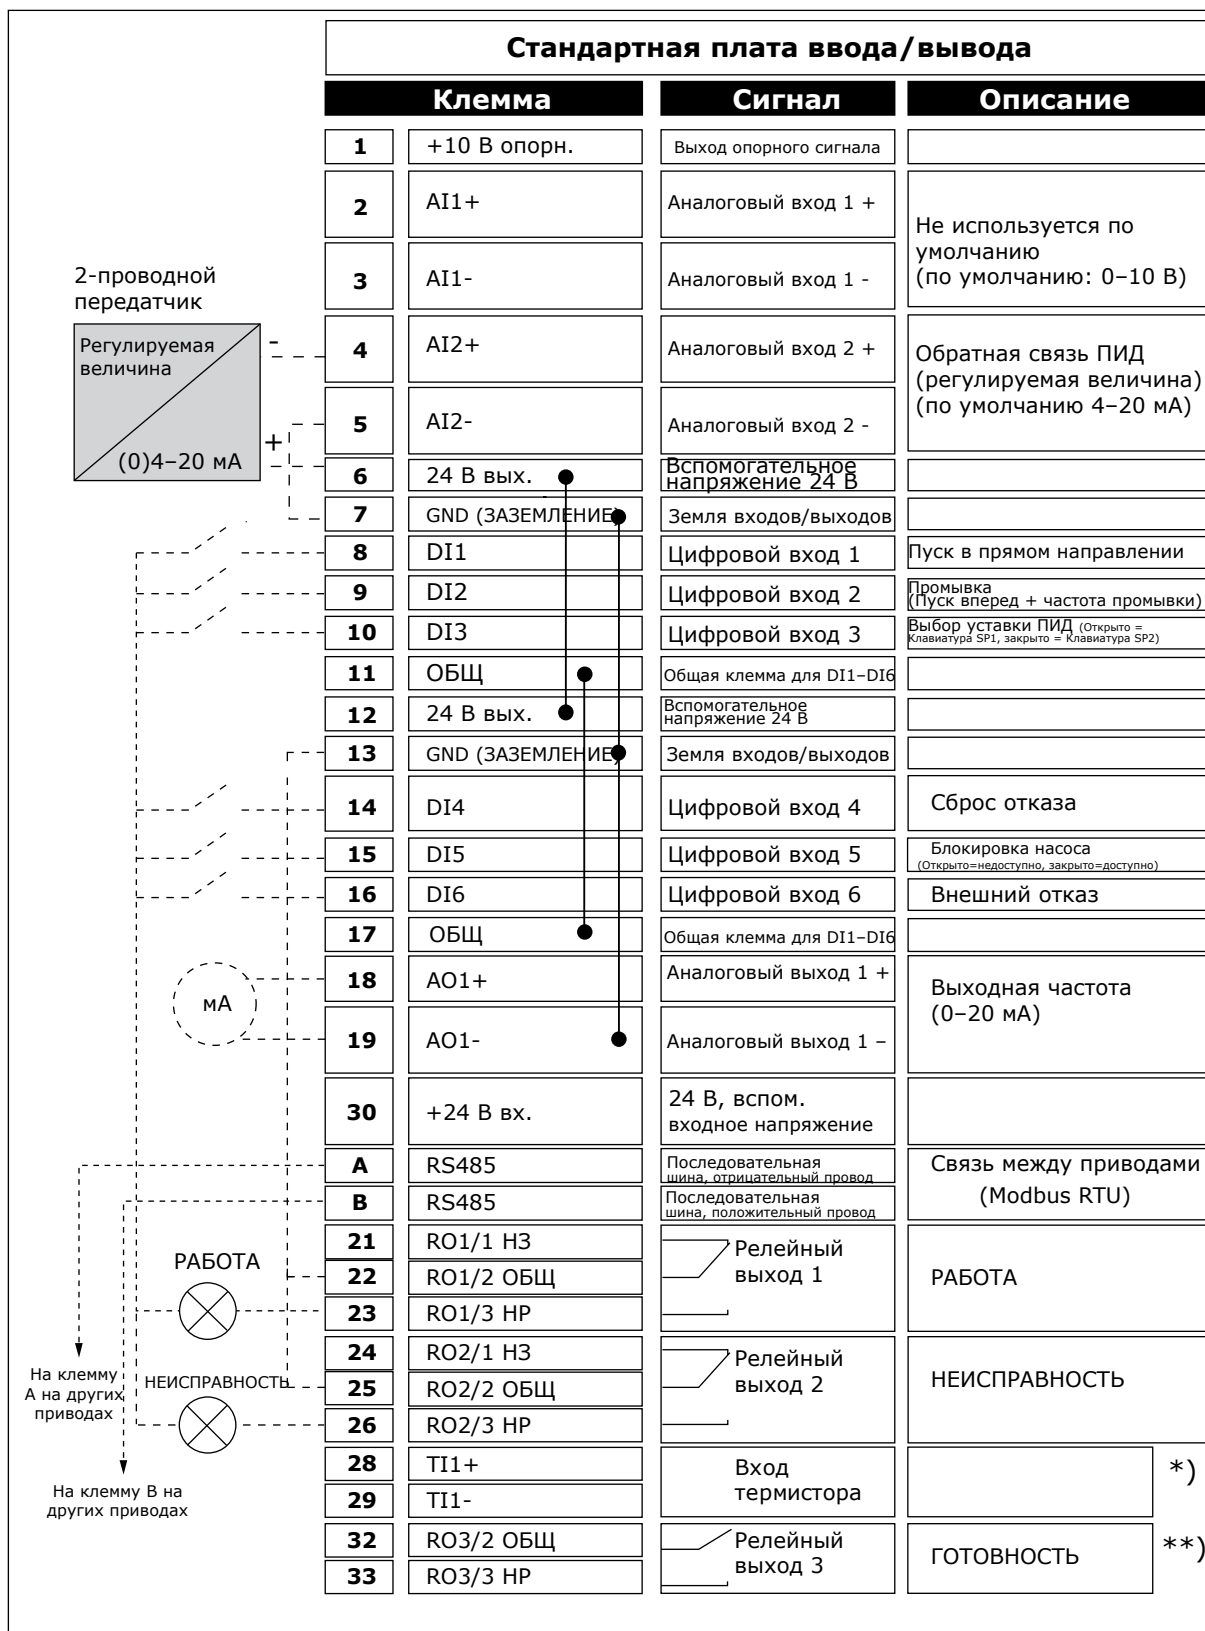 Стандартная плата ввода/вывода
Клемма Сигнал Описание
1 +10 В опорн. Выход опорного сигнала
2 AI1+ Аналоговый вход 1 +
Не используется по
умолчанию
(по умолчанию: 0–10 В)
3 AI1- Аналоговый вход 1 -
2-проводной
передатчик
Регулируемая
величина
(0)4–20 мА
-
+
4 AI2+ Аналоговый вход 2 +
Обратная связь ПИД
(регулируемая величина)
(по умолчанию 4–20 мА)
5 AI2- Аналоговый вход 2 -
6 24 В вых. Вспомогательное
напряжение 24 В
7 GND (ЗАЗЕМЛЕНИЕ) Земля входов/выходов
8 DI1 Цифровой вход 1 Пуск в прямом направлении
9 DI2 Цифровой вход 2 Промывка
(Пуск вперед + частота промывки)
10 DI3 Цифровой вход 3 Выбор уставки ПИД (Открыто =
Клавиатура SP1, закрыто = Клавиатура SP2)
11 ОБЩ Общая клемма для DI1–DI6
12 24 В вых. Вспомогательное
напряжение 24 В
13 GND (ЗАЗЕМЛЕНИЕ) Земля входов/выходов
14 DI4 Цифровой вход 4 Сброс отказа
15 DI5 Цифровой вход 5 Блокировка насоса
(Открыто=недоступно, закрыто=доступно)
16 DI6 Цифровой вход 6 Внешний отказ
17 ОБЩ Общая клемма для DI1–DI6
18 AO1+ Аналоговый выход 1 +
Выходная частота
(0–20 мА)
мА
19 AO1- Аналоговый выход 1 –
30 +24 В вх. 24 В, вспом.
входное напряжение
A RS485 Последовательная
шина, отрицательный провод
Связь между приводами
(Modbus RTU)
B RS485 Последовательная
шина, положительный провод
21 RO1/1 НЗ
22 RO1/2 ОБЩ
23 RO1/3 НР
Релейный
выход 1
РАБОТА
РАБОТА
24 RO2/1 НЗ
25 RO2/2 ОБЩ
26 RO2/3 НР
Релейный
выход 2
НЕИСПРАВНОСТЬ
НЕИСПРАВНОСТЬ
На клемму
А на других
приводах
На клемму В на
других приводах
28 TI1+
29 TI1-
Вход
термистора
*)
32 RO3/2 ОБЩ
33 RO3/3 НР
Релейный
выход 3
ГОТОВНОСТЬ
**)